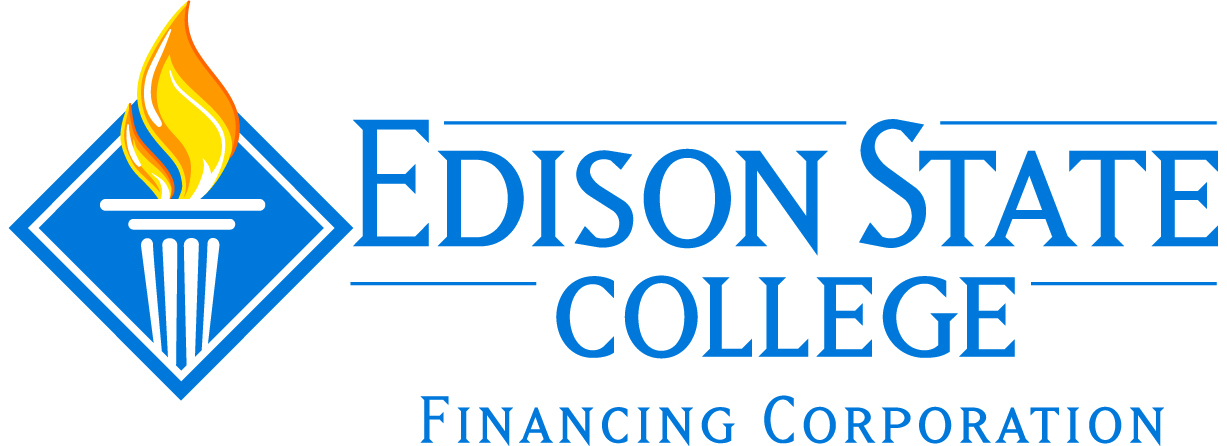 EDISON STATE
COLLEGE
FINANCING CORPORATION